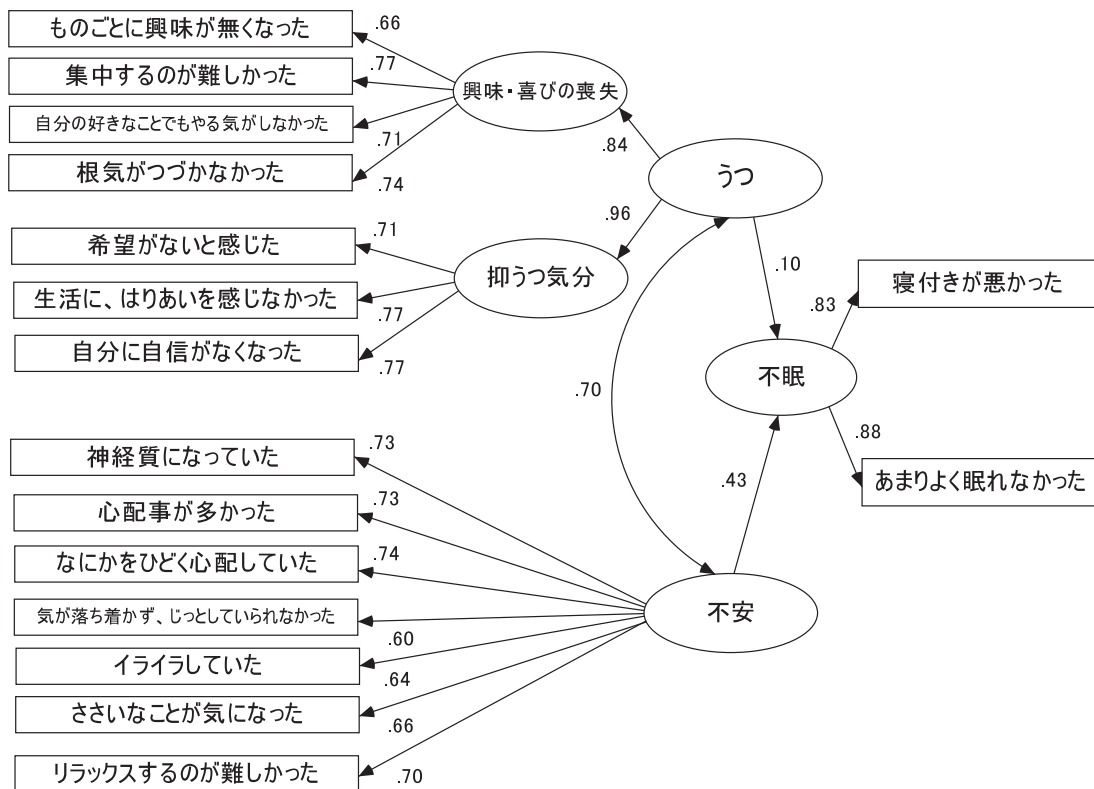 ものごとに興味が無くなった
.66
集中するのが難しかった
.77
自分の好きなことでもやる気がしなかった
.71
根気がつづかなかった
.74
興味・喜びの喪失
.84
うつ
.96
希望がないと感じた
.71
抑うつ気分
生活に、はりあいを感じなかった
.77
自分に自信がなくなった
.77
.10
寝付きが悪かった
.83
不眠
.70
.88
あまりよく眠れなかった
.43
神経質になっていた
.73
心配事が多かった
.73
なにかをひどく心配していた
.74
気が落ち着かず、じっとしていられなかった
.60
不安
イライラしていた
.64
ささいなことが気になった
.66
リラックスするのが難しかった
.70